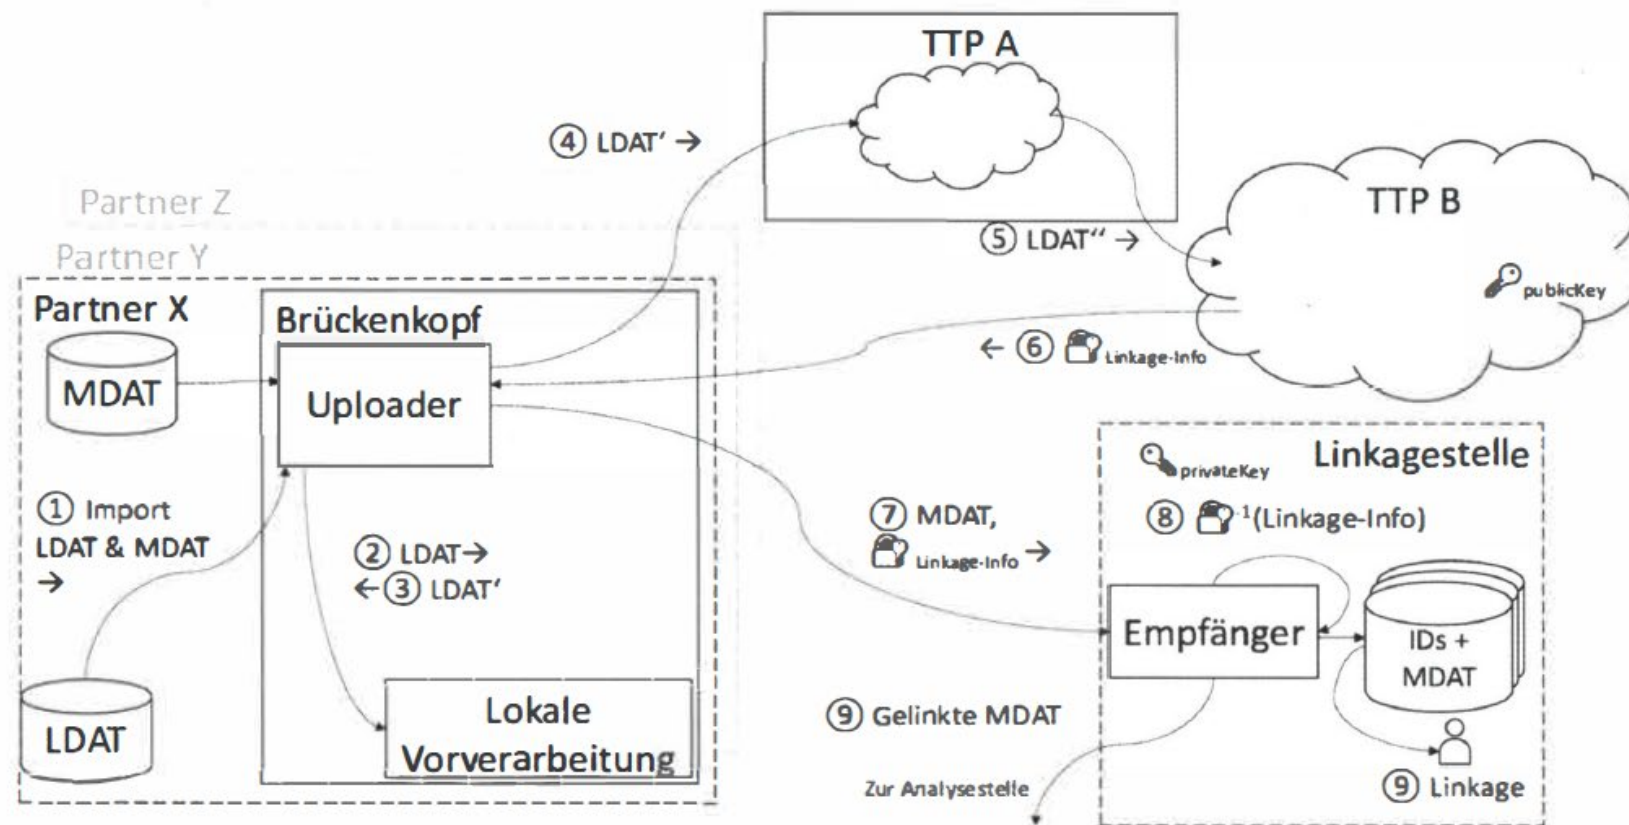 TTP A
④ LDAT‘ →
Partner Z
TTP B
⑤ LDAT‘‘ →
Partner Y
publicKey
Partner X
Brückenkopf
← ⑥ Linkage-Info
MDAT
Uploader
privateKey
Linkagestelle
① Import
LDAT & MDAT
→
⑦ MDAT,
Linkage-Info →
⑧ -1(Linkage-Info)
② LDAT→
←③ LDAT‘
Empfänger
IDs +
MDAT
LDAT
Lokale
Vorverarbeitung
⑨ Gelinkte MDAT
Zur Analysestelle
⑨ Linkage